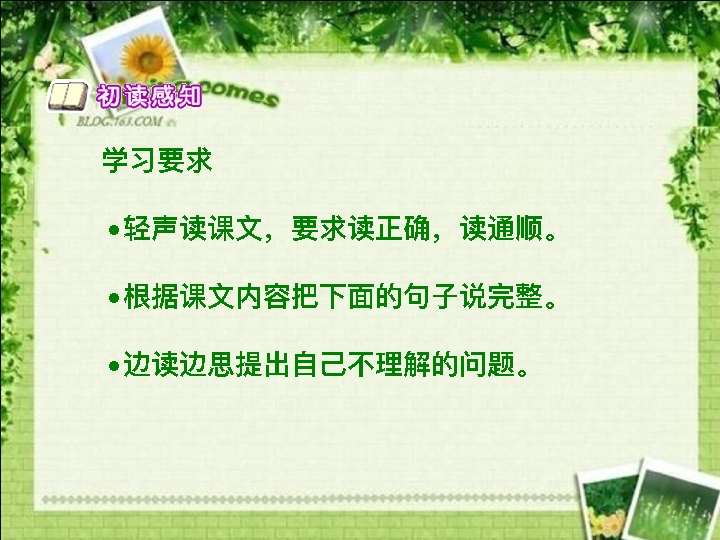 初读感知
comes
BLOG.163.COM
学习要求
•轻声读课文，要求读正确，读通顺。
•根据课文内容把下面的句子说完整。
•边读边思提出自己不理解的问题。